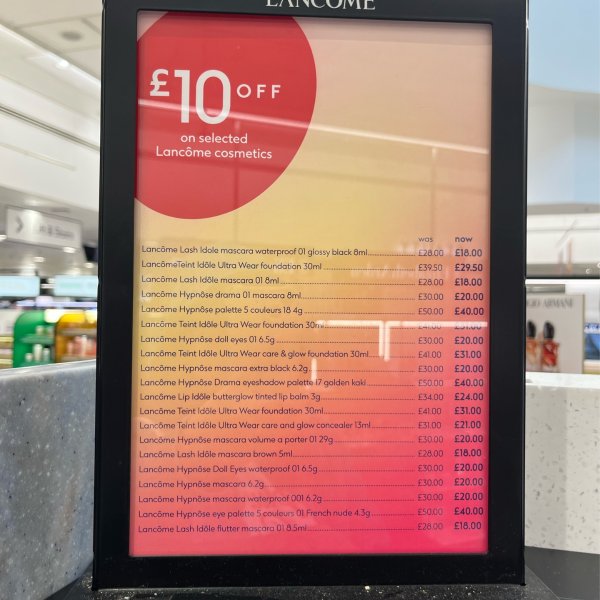 LANCÔME
£10 OFF
on selected
Lancôme cosmetics
was now
Lancôme Lash Idole mascara waterproof 01 glossy black 8ml £28.00 £18.00
LancômeTeint Idôle Ultra Wear foundation 30ml £39.50 £29.50
Lancôme Lash Idôle mascara 01 8ml £28.00 £18.00
Lancôme Hypnôse drama 01 mascara 8ml £30.00 £20.00
Lancôme Hypnôse palette 5 couleurs 18 4g £50.00 £40.00
Lancôme Teint Idôle Ultra Wear foundation 30ml £41.00 £31.00
Lancôme Hypnôse doll eyes 01 6.5g £30.00 £20.00
Lancôme Teint Idôle Ultra Wear care & glow foundation 30ml £41.00 £31.00
Lancôme Hypnôse mascara extra black 6.2g £30.00 £20.00
Lancôme Hypnôse Drama eyeshadow palette 17 golden kaki £50.00 £40.00
Lancôme Lip Idôle butterglow tinted lip balm 3g £34.00 £24.00
Lancôme Teint Idôle Ultra Wear foundation 30ml £41.00 £31.00
Lancôme Teint Idôle Ultra Wear care and glow concealer 13ml £31.00 £21.00
Lancôme Hypnôse mascara volume a porter 01 29g £30.00 £20.00
Lancôme Lash Idôle mascara brown 5ml £28.00 £18.00
Lancôme Hypnôse Doll Eyes waterproof 01 6.5g £30.00 £20.00
Lancôme Hypnôse mascara 6.2g £30.00 £20.00
Lancôme Hypnôse mascara waterproof 001 6.2g £30.00 £20.00
Lancôme Hypnôse eye palette 5 couleurs 01 French nude 4.3g £50.00 £40.00
Lancôme Lash Idôle flutter mascara 01 8.5ml £28.00 £18.00
ARMANI